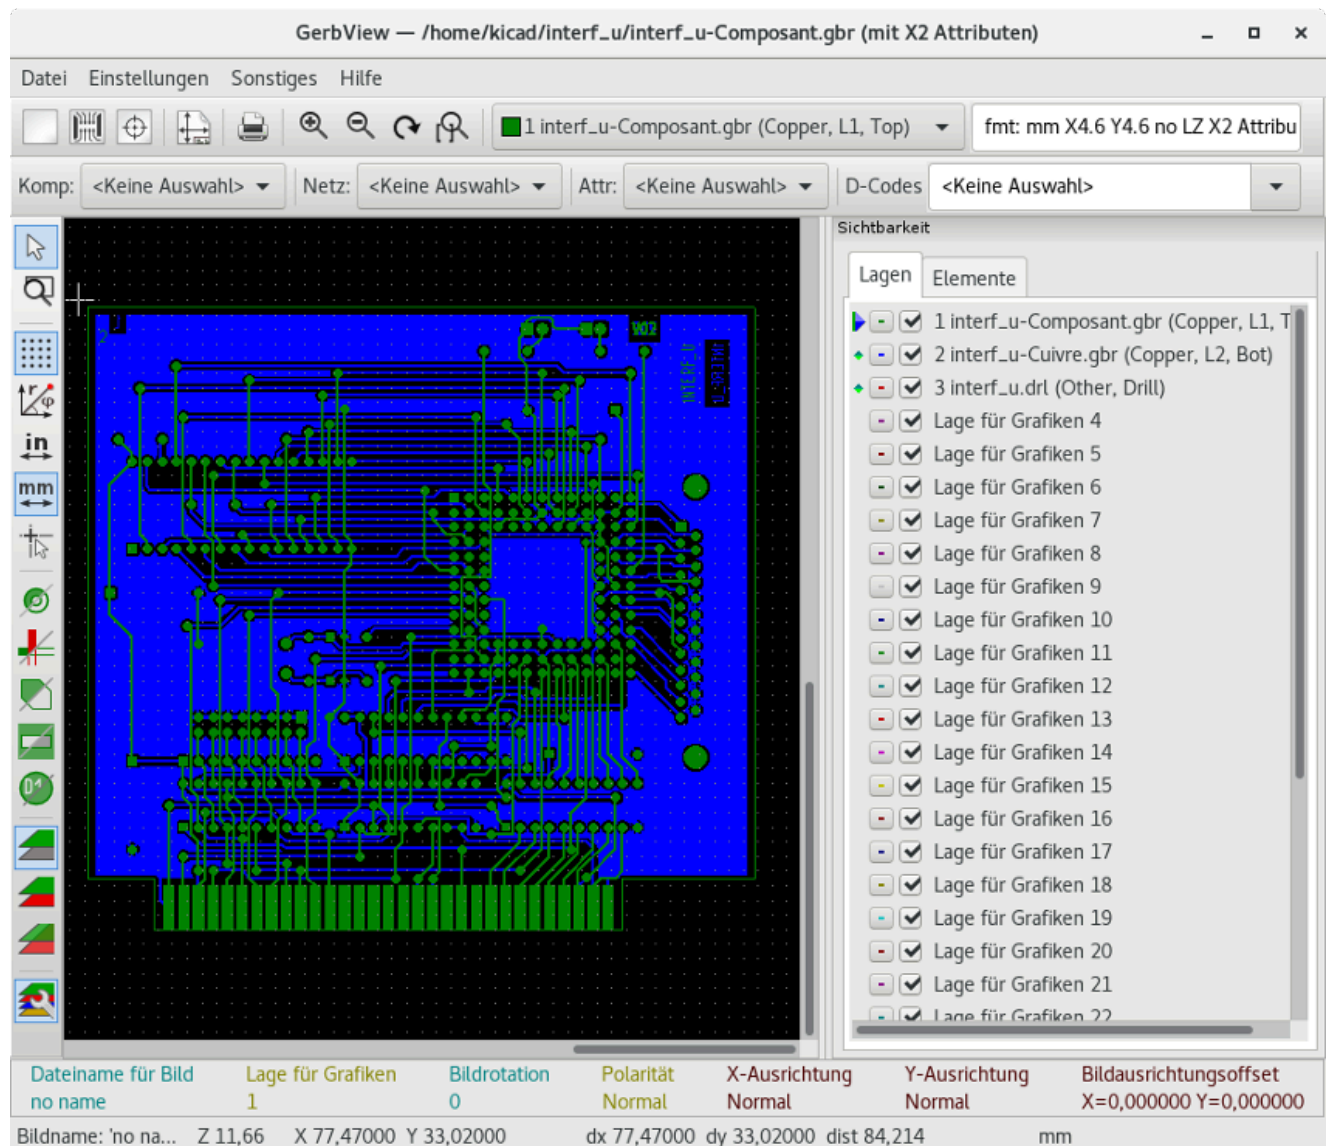 GerbView — /home/kicad/interf_u/interf_u-Composant.gbr (mit X2 Attributen)
Datei Einstellungen Sonstiges Hilfe
1 interf_u-Composant.gbr (Copper, L1, Top) fmt: mm X4.6 Y4.6 no LZ X2 Attribu
Komp: <Keine Auswahl> Netz: <Keine Auswahl> Attr: <Keine Auswahl> D-Codes <Keine Auswahl>
Sichtbarkeit
Lagen Elemente
in
mm
INTERF_U
1 interf_u-Composant.gbr (Copper, L1, T
2 interf_u-Cuivre.gbr (Copper, L2, Bot)
3 interf_u.drl (Other, Drill)
Lage für Grafiken 4
Lage für Grafiken 5
Lage für Grafiken 6
Lage für Grafiken 7
Lage für Grafiken 8
Lage für Grafiken 9
Lage für Grafiken 10
Lage für Grafiken 11
Lage für Grafiken 12
Lage für Grafiken 13
Lage für Grafiken 14
Lage für Grafiken 15
Lage für Grafiken 16
Lage für Grafiken 17
Lage für Grafiken 18
Lage für Grafiken 19
Lage für Grafiken 20
Lage für Grafiken 21
Lage für Grafiken 22
Dateiname für Bild Lage für Grafiken Bildrotation Polarität X-Ausrichtung Y-Ausrichtung Bildausrichtungsoffset
no name 1 0 Normal Normal Normal X=0,000000 Y=0,000000
Bildname: 'no na... Z 11,66 X 77,47000 Y 33,02000 dx 77,47000 dy 33,02000 dist 84,214 mm